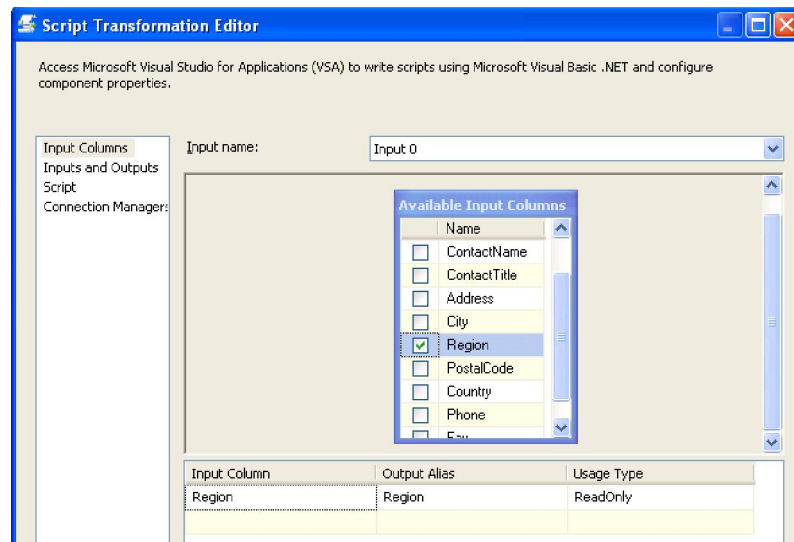 Script Transformation Editor
Access Microsoft Visual Studio for Applications (VSA) to write scripts using Microsoft Visual Basic .NET and configure
component properties.
Input Columns
Inputs and Outputs
Script
Connection Managers
Input name:
Input 0
Available Input Columns
Name
ContactName
ContactTitle
Address
City
Region
PostalCode
Country
Phone
Input Column Output Alias Usage Type
Region Region ReadOnly